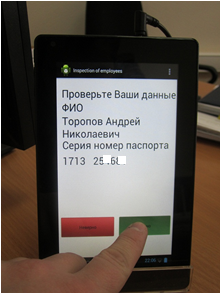 Inspection of employees
Проверьте Ваши данные
ФИО
Торопов Андрей
Николаевич
Серия номер паспорта
1713